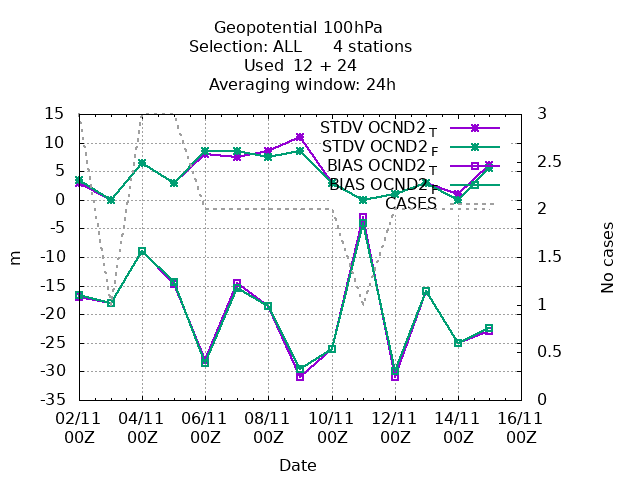 Geopotential 100hPa
Selection: ALL 4 stations
Used 12 + 24
Averaging window: 24h
15
10
5
0
-5
-10
-15
-20
-25
-30
-35
m
STDV OCND2 T
STDV OCND2 F
BIAS OCND2 T
BIAS OCND2 F
CASES
3
2.5
2
1.5
1
0.5
0
No cases
02/11 04/11 06/11 08/11 10/11 12/11 14/11 16/11
00Z 00Z 00Z 00Z 00Z 00Z 00Z 00Z
Date